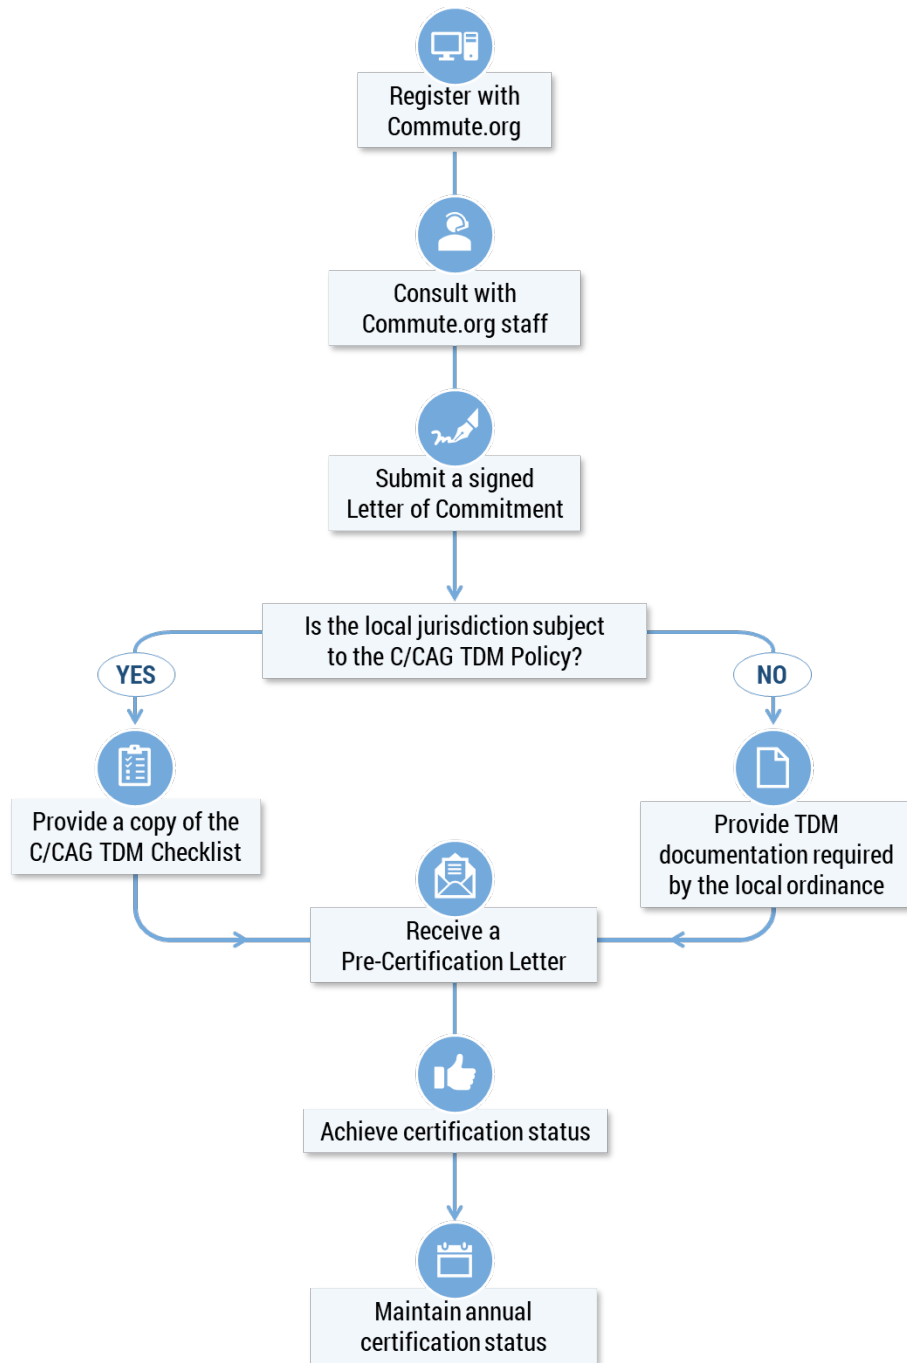 Register with
Commute.org
Consult with
Commute.org staff
Submit a signed
Letter of Commitment
Is the local jurisdiction subject
to the C/CAG TDM Policy?
YES
NO
Provide a copy of the
C/CAG TDM Checklist
Provide TDM
documentation required
by the local ordinance
Receive a
Pre-Certification Letter
Achieve certification status
Maintain annual
certification status